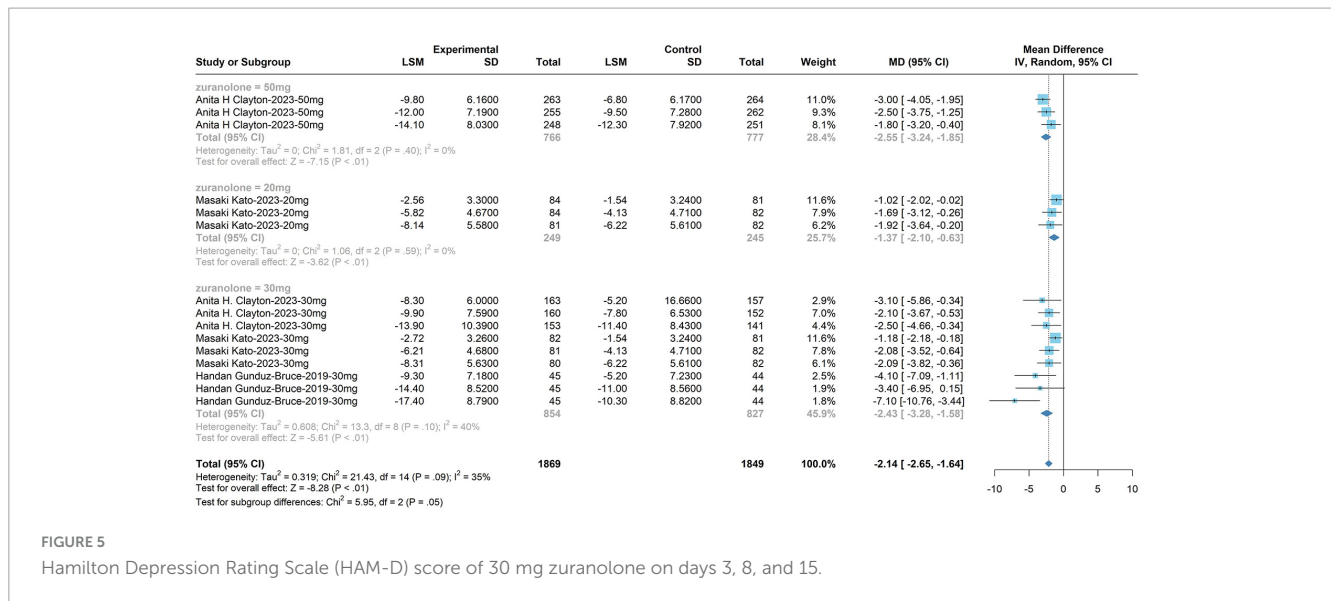 Experimental Control Mean Difference
Study or Subgroup LSM SD Total LSM SD Total Weight MD (95% CI) IV, Random, 95% CI
zuranolone = 50mg
Anita H Clayton-2023-50mg -9.80 6.1600 263 -6.80 6.1700 264 11.0% -3.00 [ -4.05, -1.95]
Anita H Clayton-2023-50mg -12.00 7.1900 255 -9.50 7.2800 262 9.3% -2.50 [ -3.75, -1.25]
Anita H Clayton-2023-50mg -14.10 8.0300 248 -12.30 7.9200 251 8.1% -1.80 [ -3.20, -0.40]
Total (95% CI) 766 777 28.4% -2.55 [ -3.24, -1.85]
Heterogeneity: Tau² = 0; Chi² = 1.81, df = 2 (P = .40); I² = 0%
Test for overall effect: Z = -7.15 (P < .01)
zuranolone = 20mg
Masaki Kato-2023-20mg -2.56 3.3000 84 -1.54 3.2400 81 11.6% -1.02 [ -2.02, -0.02]
Masaki Kato-2023-20mg -5.82 4.6700 84 -4.13 4.7100 82 7.9% -1.69 [ -3.12, -0.26]
Masaki Kato-2023-20mg -8.14 5.5800 81 -6.22 5.6100 82 6.2% -1.92 [ -3.64, -0.20]
Total (95% CI) 249 245 25.7% -1.37 [ -2.10, -0.63]
Heterogeneity: Tau² = 0; Chi² = 1.06, df = 2 (P = .59); I² = 0%
Test for overall effect: Z = -3.62 (P < .01)
zuranolone = 30mg
Anita H. Clayton-2023-30mg -8.30 6.0000 163 -5.20 16.6600 157 2.9% -3.10 [ -5.86, -0.34]
Anita H. Clayton-2023-30mg -9.90 7.5900 160 -7.80 6.5300 152 7.0% -2.10 [ -3.67, -0.53]
Anita H. Clayton-2023-30mg -13.90 10.3900 153 -11.40 8.4300 141 4.4% -2.50 [ -4.66, -0.34]
Masaki Kato-2023-30mg -2.72 3.2600 82 -1.54 3.2400 81 11.6% -1.18 [ -2.18, -0.18]
Masaki Kato-2023-30mg -6.21 4.6800 81 -4.13 4.7100 82 7.8% -2.08 [ -3.52, -0.64]
Masaki Kato-2023-30mg -8.31 5.6300 80 -6.22 5.6100 82 6.1% -2.09 [ -3.82, -0.36]
Handan Gunduz-Bruce-2019-30mg -9.30 7.1800 45 -5.20 7.2300 44 2.5% -4.10 [ -7.09, -1.11]
Handan Gunduz-Bruce-2019-30mg -14.40 8.5200 45 -11.00 8.5600 44 1.9% -3.40 [ -6.95, 0.15]
Handan Gunduz-Bruce-2019-30mg -17.40 8.7900 45 -10.30 8.8200 44 1.8% -7.10 [-10.76, -3.44]
Total (95% CI) 854 827 45.9% -2.43 [ -3.28, -1.58]
Heterogeneity: Tau² = 0.608; Chi² = 13.3, df = 8 (P = .10); I² = 40%
Test for overall effect: Z = -5.61 (P < .01)
Total (95% CI) 1869 1849 100.0% -2.14 [ -2.65, -1.64]
Heterogeneity: Tau² = 0.319; Chi² = 21.43, df = 14 (P = .09); I² = 35%
Test for overall effect: Z = -8.28 (P < .01)
Test for subgroup differences: Chi² = 5.95, df = 2 (P = .05)
-10 -5 0 5 10
FIGURE 5
Hamilton Depression Rating Scale (HAM-D) score of 30 mg zuranolone on days 3, 8, and 15.